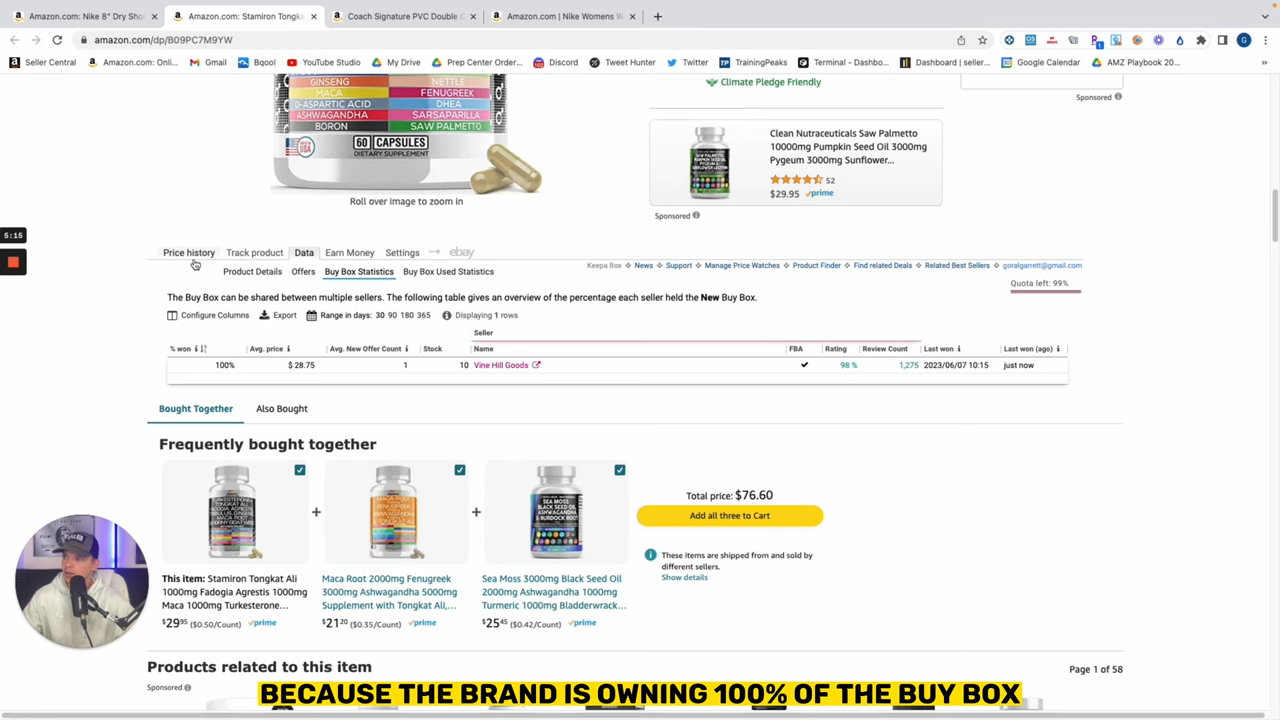 Amazon.com: Nike 8" Dry Sho
Amazon.com: Stamiron Tongka
Coach Signature PVC Double
Amazon.com | Nike Womens W
amazon.com/dp/B09PC7M9YW
G
Seller Central
Amazon.com: Onli...
Gmail
Bqool
YouTube Studio
My Drive
Prep Center Order...
Discord
Tweet Hunter
Twitter
TrainingPeaks
Terminal - Dashbo...
Dashboard | seller...
Google Calendar
AMZ Playbook 20...
GINSENG NETTLE
MACA FENUGREEK
D-ASPARTIC ACID DHEA
ASHWAGANDHA SARSAPARILLA
BORON SAW PALMETTO
60 CAPSULES
DIETARY SUPPLEMENT
Roll over image to zoom in
Climate Pledge Friendly
Sponsored
Clean Nutraceuticals Saw Palmetto
10000mg Pumpkin Seed Oil 3000mg
Pygeum 3000mg Sunflower...
52
$29.95 prime
Sponsored
5:15
Price history Track product Data Earn Money Settings ebay
Keepa Box News Support Manage Price Watches Product Finder Find related Deals Related Best Sellers goralgarrett@gmail.com
Product Details Offers Buy Box Statistics Buy Box Used Statistics
Quota left: 99%
The Buy Box can be shared between multiple sellers. The following table gives an overview of the percentage each seller held the New Buy Box.
Configure Columns Export Range in days: 30 90 180 365 Displaying 1 rows
Seller
% won Avg. price Avg. New Offer Count Stock Name FBA Rating Review Count Last won Last won (ago)
100% $ 28.75 1 10 Vine Hill Goods 98 % 1,275 2023/06/07 10:15 just now
Bought Together Also Bought
Frequently bought together
Total price: $76.60
Add all three to Cart
These items are shipped from and sold by
different sellers.
Show details
This item: Stamiron Tongkat Ali
1000mg Fadogia Agrestis 1000mg
Maca 1000mg Turkesterone...
$2995 ($0.50/Count) prime
Maca Root 2000mg Fenugreek
3000mg Ashwagandha 5000mg
Supplement with Tongkat Ali,...
$2120 ($0.35/Count) prime
Sea Moss 3000mg Black Seed Oil
2000mg Ashwagandha 1000mg
Turmeric 1000mg Bladderwrack...
$2545 ($0.42/Count) prime
Products related to this item
Page 1 of 58
Sponsored
BECAUSE THE BRAND IS OWNING 100% OF THE BUY BOX